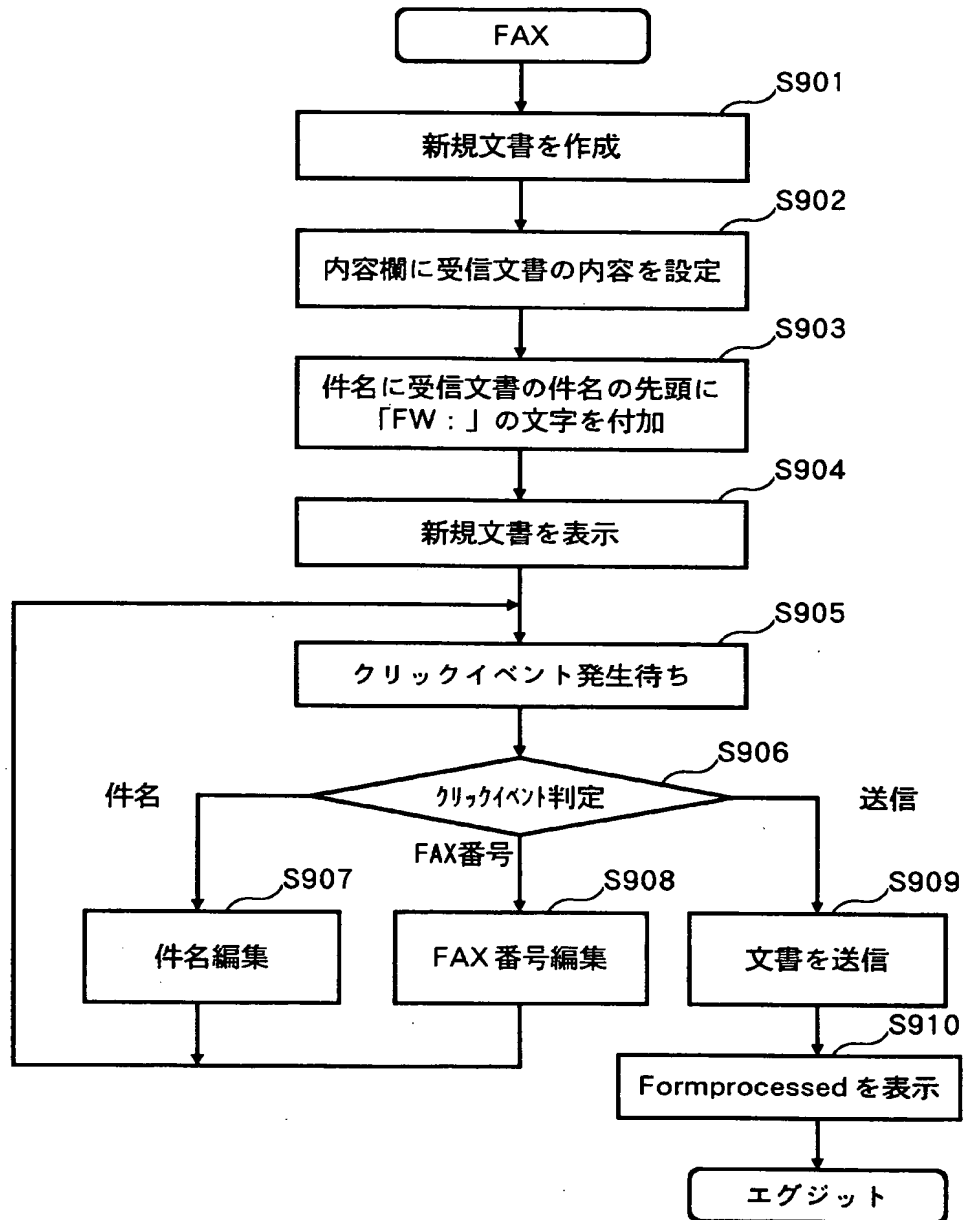 FAX
S901
新規文書を作成
S902
内容欄に受信文書の内容を設定
S903
件名に受信文書の件名の先頭に
「FW：」の文字を付加
S904
新規文書を表示
S905
クリックイベント発生待ち
S906
件名
クリックイベント判定
送信
FAX番号
S907
S908
S909
件名編集
FAX番号編集
文書を送信
S910
Formprocessedを表示
エグジット